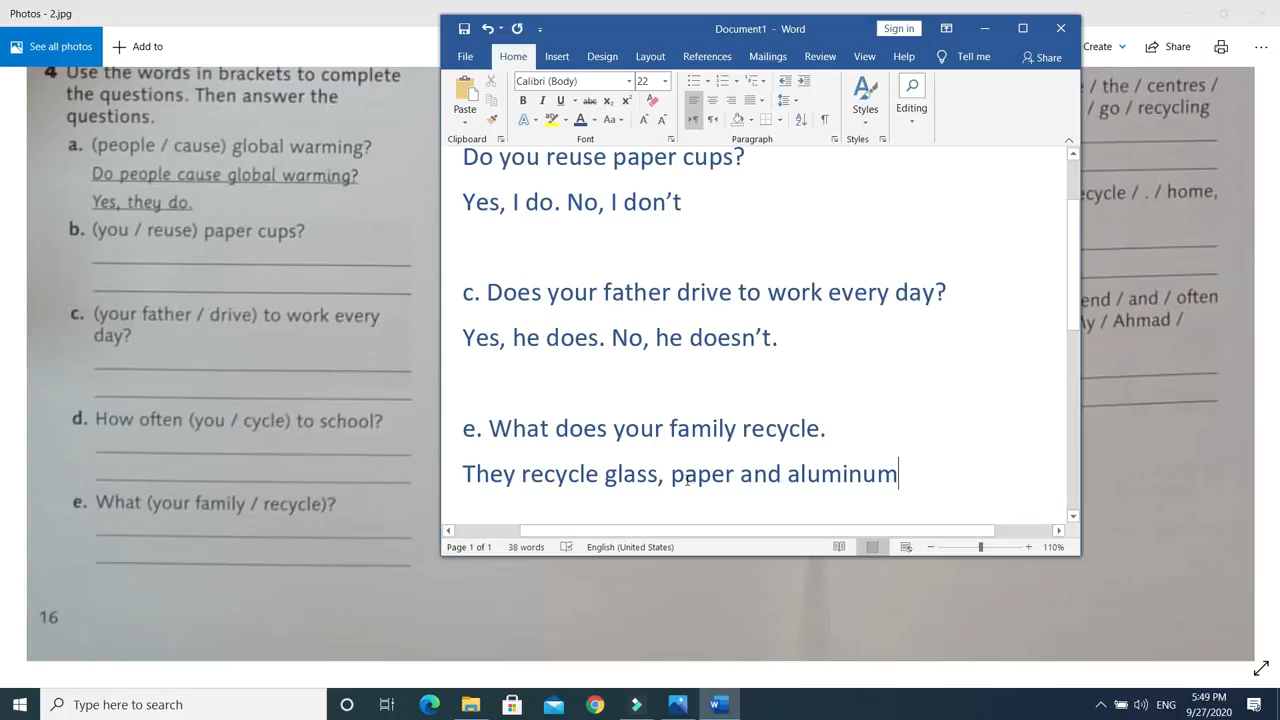 Photos - 2.jpg
See all photos
Add to
Create
Share
4 Use the words in brackets to complete
the questions. Then answer the
questions.
a. (people / cause) global warming?
Do people cause global warming?
Yes, they do.
b. (you / reuse) paper cups?
c. (your father / drive) to work every
day?
d. How often (you / cycle) to school?
e. What (your family / recycle)?
16
Document1 - Word
Sign in
File
Home
Insert
Design
Layout
References
Mailings
Review
View
Help
Tell me
Share
Calibri (Body)
22
Paste
Styles
Editing
Clipboard
Font
Paragraph
Styles
Do you reuse paper cups?
Yes, I do. No, I don’t
c. Does your father drive to work every day?
Yes, he does. No, he doesn’t.
e. What does your family recycle.
They recycle glass, paper and aluminum
Page 1 of 1
38 words
English (United States)
110%
/ the / centres /
/ go / recycling
/ . / home,
/ and / often
/ Ahmad /
Type here to search
ENG
5:49 PM
9/27/2020